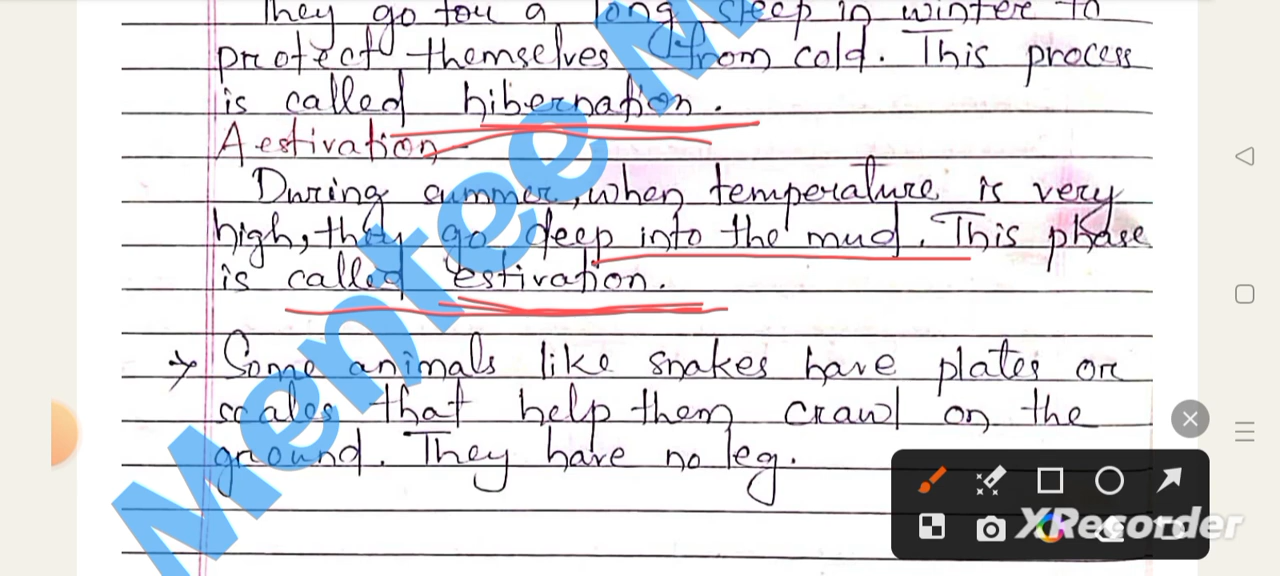 They go for a long sleep in winter to
protect themselves from cold. This process
is called hibernation.
Aestivation
During summer, when temperature is very
high, they go deep into the mud. This phase
is called estivation.
→ Some animals like snakes have plates or
scales that help them crawl on the
ground. They have no leg.
Mentee M
XRecorder